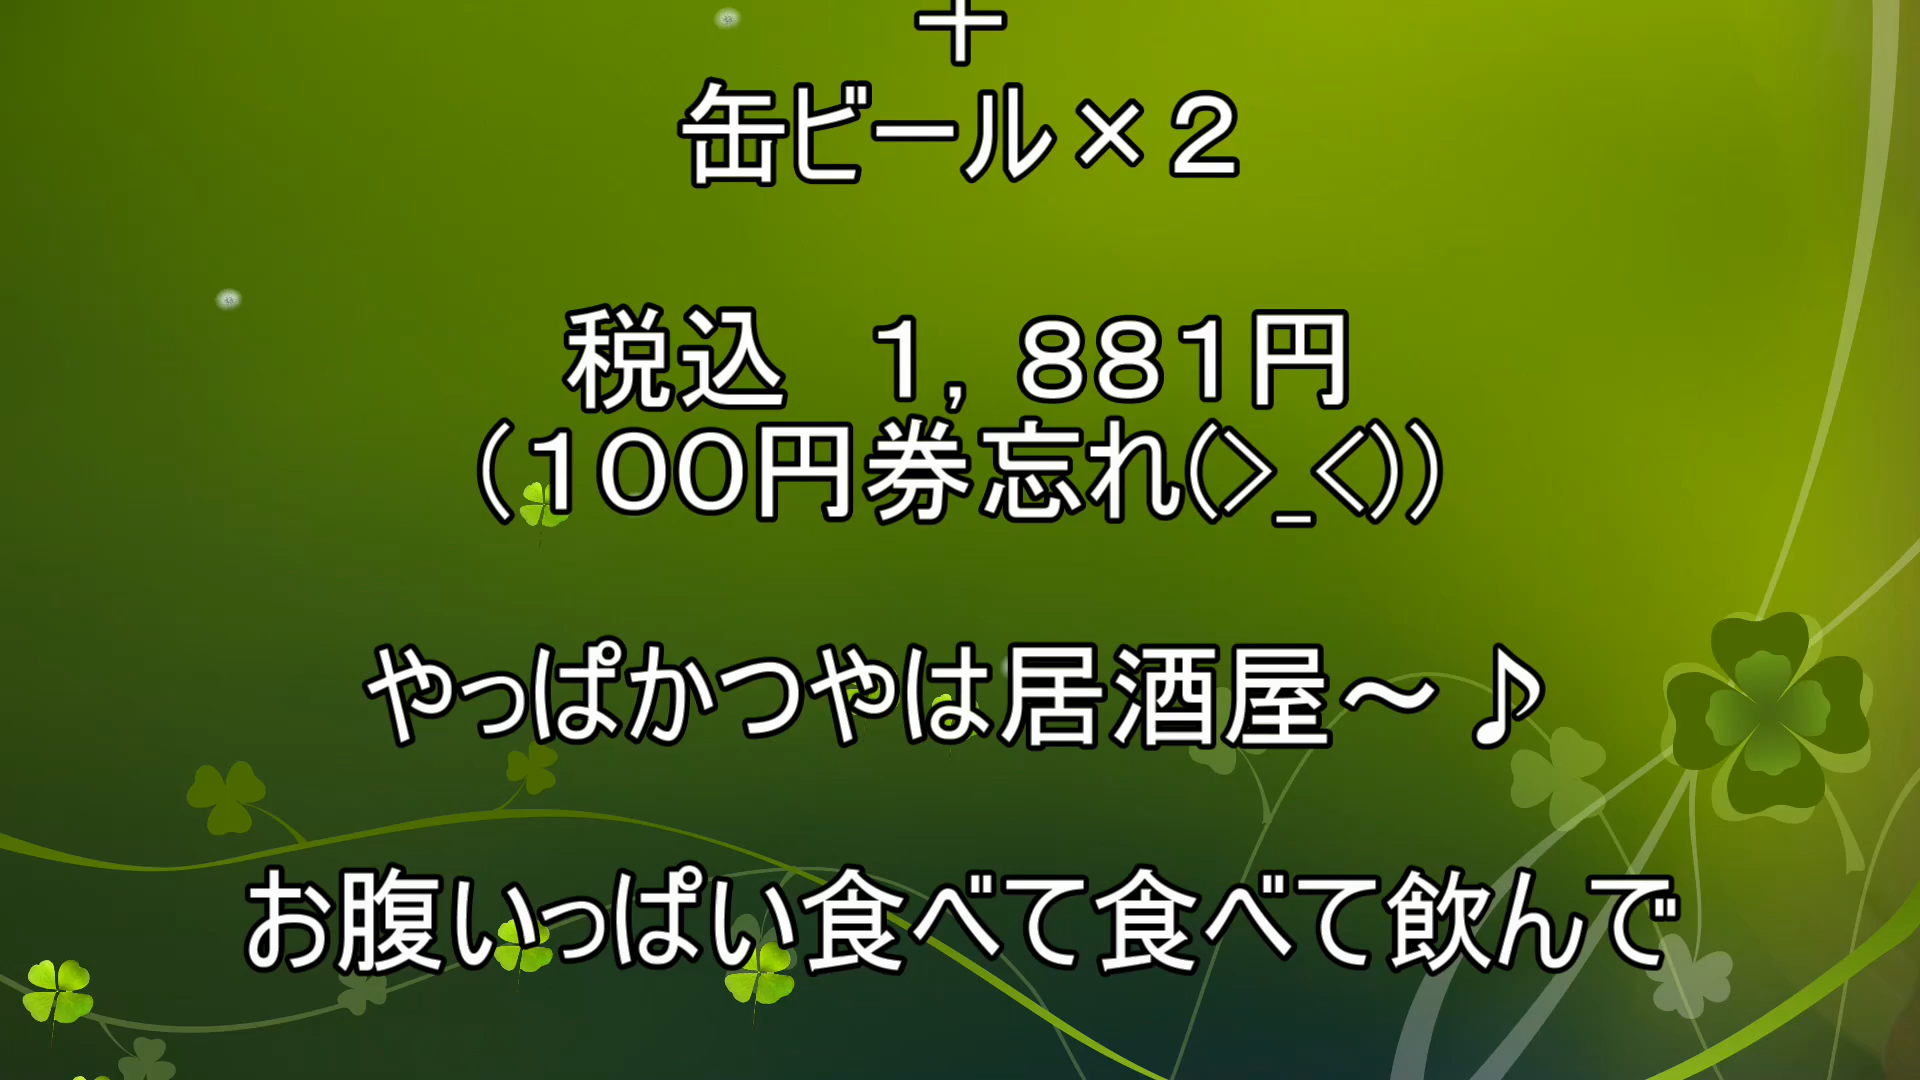 ＋
缶ビール×２
税込　１，８８１円
（１００円券忘れ(>_<)）
やっぱかつやは居酒屋～♪
お腹いっぱい食べて食べて飲んで